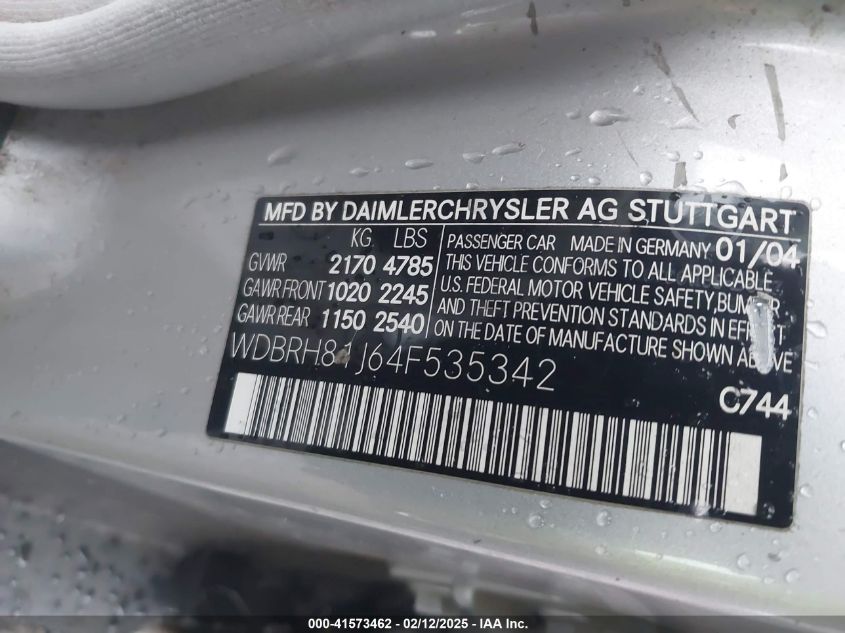 MFD BY DAIMLERCHRYSLER AG STUTTGART
KG LBS
GVWR 2170 4785
GAWR FRONT 1020 2245
GAWR REAR 1150 2540
PASSENGER CAR MADE IN GERMANY 01/04
THIS VEHICLE CONFORMS TO ALL APPLICABLE
U.S. FEDERAL MOTOR VEHICLE SAFETY,BUMPER
AND THEFT PREVENTION STANDARDS IN EFFECT
ON THE DATE OF MANUFACTURE SHOWN ABOVE
WDBRH81J64F535342
C744
000-41573462 - 02/12/2025 - IAA Inc.